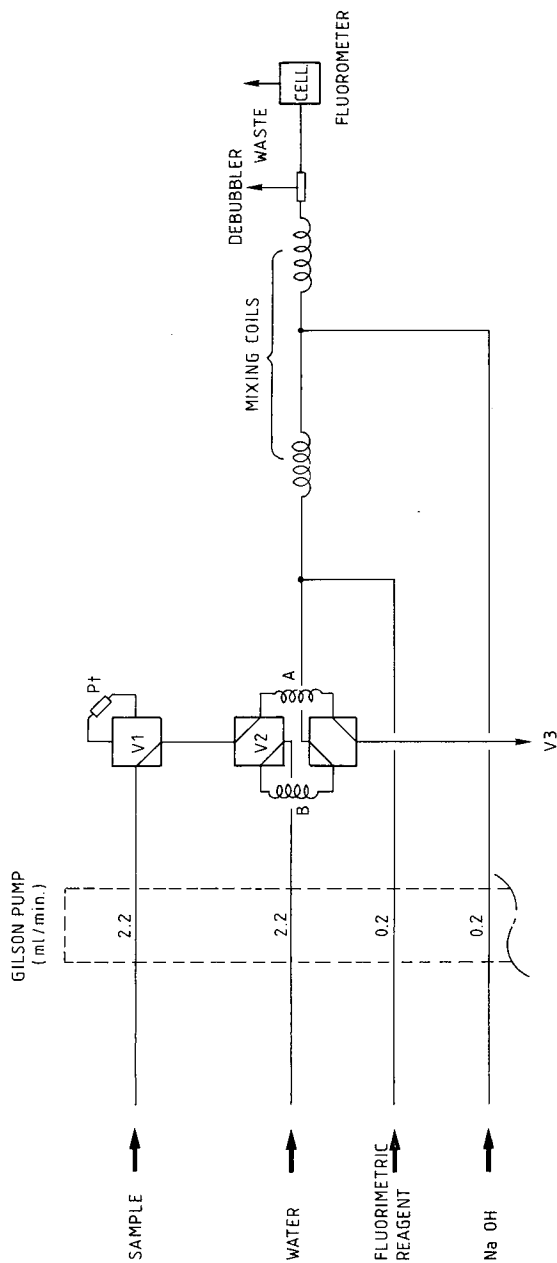 GILSON PUMP
(ml/min.)
SAMPLE
2.2
V1
Pt
WATER
2.2
V2
A
B
FLUORIMETRIC
REAGENT
0.2
Na OH
0.2
V3
MIXING COILS
DEBUBBLER
WASTE
CELL
FLUOROMETER